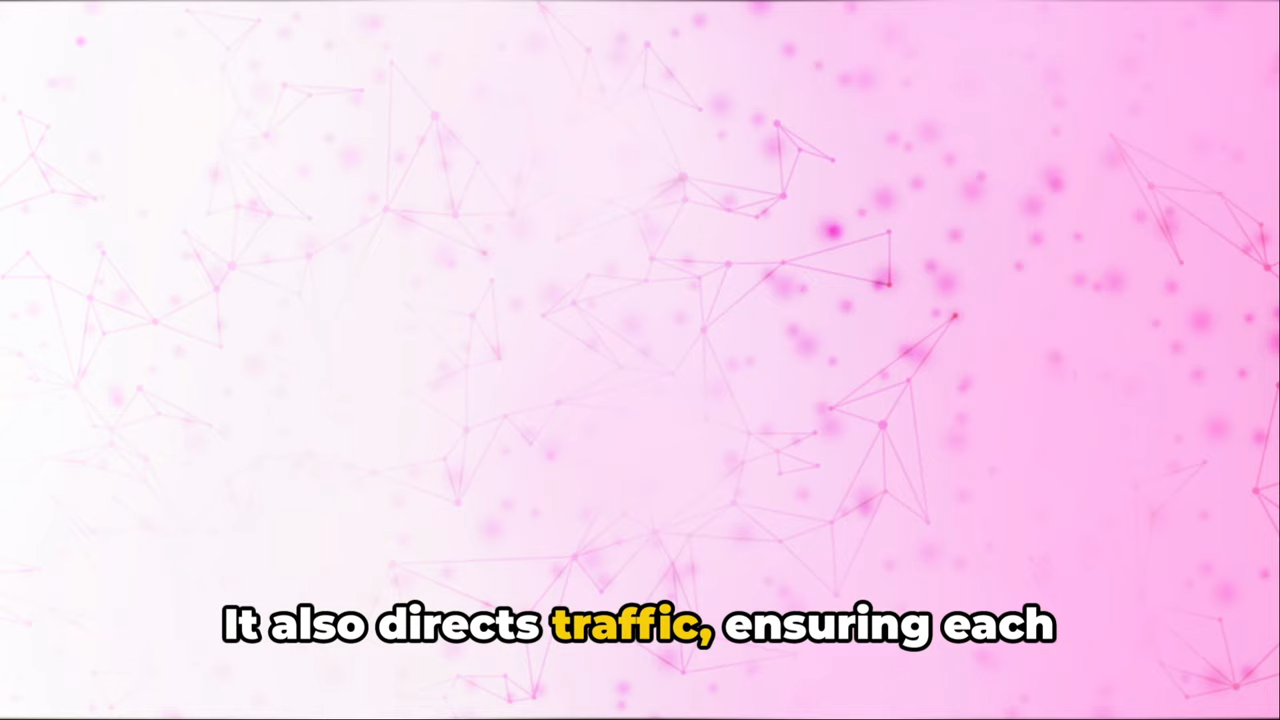 It also directs traffic, ensuring each